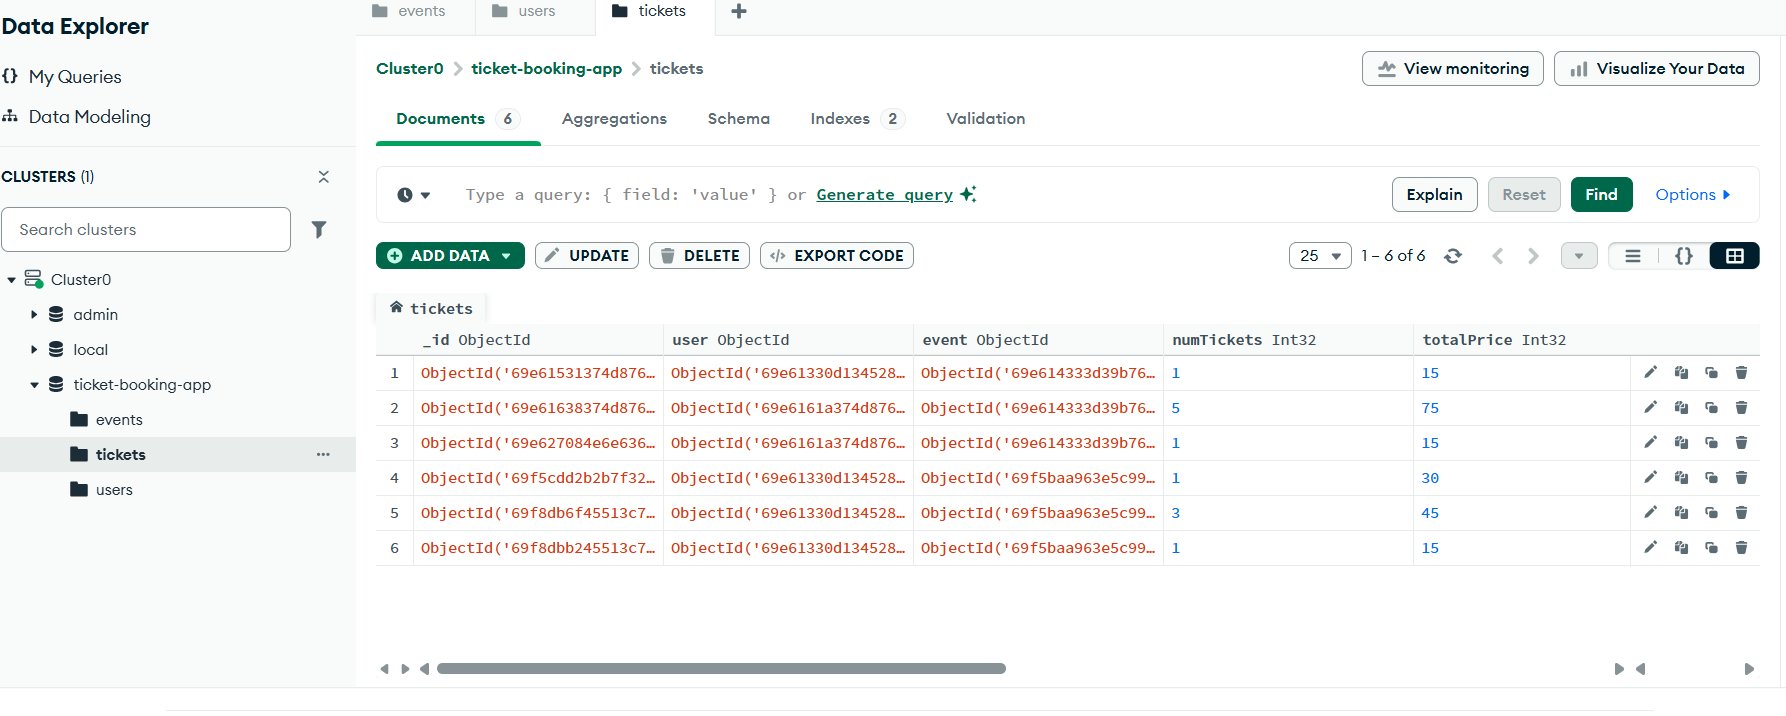 Data Explorer
My Queries
Data Modeling
CLUSTERS (1)
Search clusters
Cluster0
admin
local
ticket-booking-app
events
tickets
users
events users tickets
Cluster0 ticket-booking-app tickets
View monitoring Visualize Your Data
Documents 6 Aggregations Schema Indexes 2 Validation
Type a query: { field: 'value' } or Generate query Explain Reset Find Options
ADD DATA UPDATE DELETE EXPORT CODE 25 1 – 6 of 6 {}
tickets
_id ObjectId user ObjectId event ObjectId numTickets Int32 totalPrice Int32
1 ObjectId('69e61531374d876… ObjectId('69e61330d134528… ObjectId('69e614333d39b76… 1 15
2 ObjectId('69e61638374d876… ObjectId('69e6161a374d876… ObjectId('69e614333d39b76… 5 75
3 ObjectId('69e627084e6e636… ObjectId('69e6161a374d876… ObjectId('69e614333d39b76… 1 15
4 ObjectId('69f5cdd2b2b7f32… ObjectId('69e61330d134528… ObjectId('69f5baa963e5c99… 1 30
5 ObjectId('69f8db6f45513c7… ObjectId('69e61330d134528… ObjectId('69f5baa963e5c99… 3 45
6 ObjectId('69f8dbb245513c7… ObjectId('69e61330d134528… ObjectId('69f5baa963e5c99… 1 15